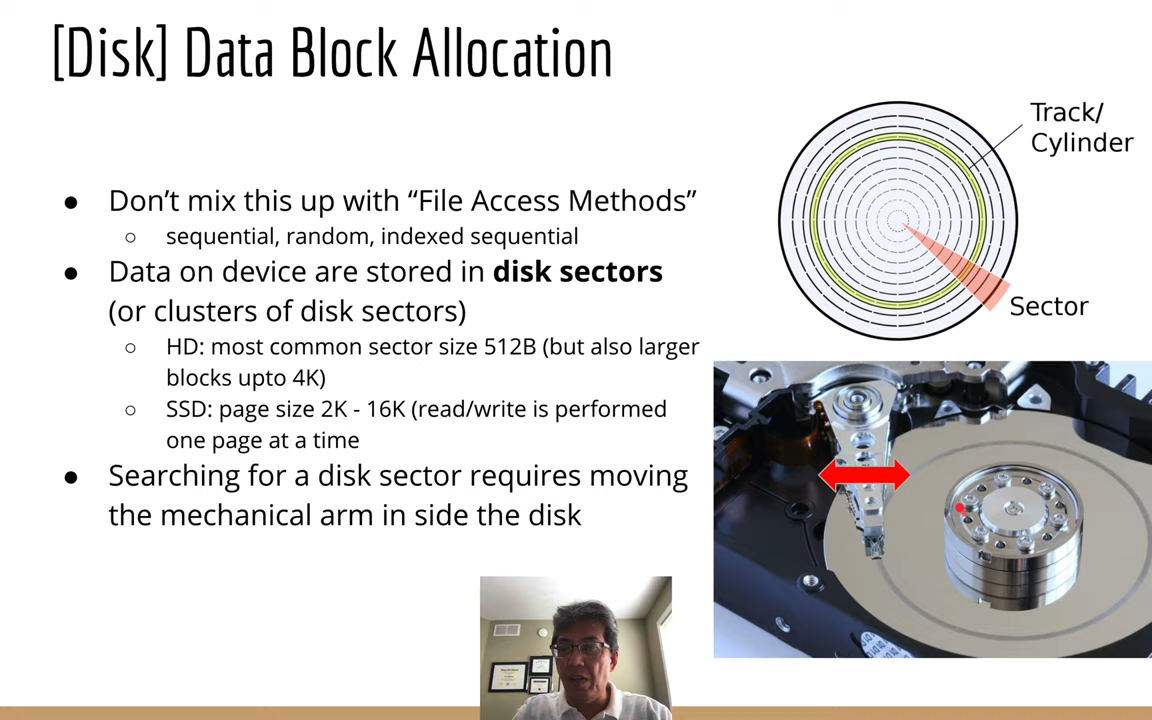 [Disk] Data Block Allocation
Track/
Cylinder
● Don’t mix this up with “File Access Methods”
○ sequential, random, indexed sequential
● Data on device are stored in disk sectors
(or clusters of disk sectors)
Sector
○ HD: most common sector size 512B (but also larger
blocks upto 4K)
○ SSD: page size 2K - 16K (read/write is performed
one page at a time
● Searching for a disk sector requires moving
the mechanical arm in side the disk